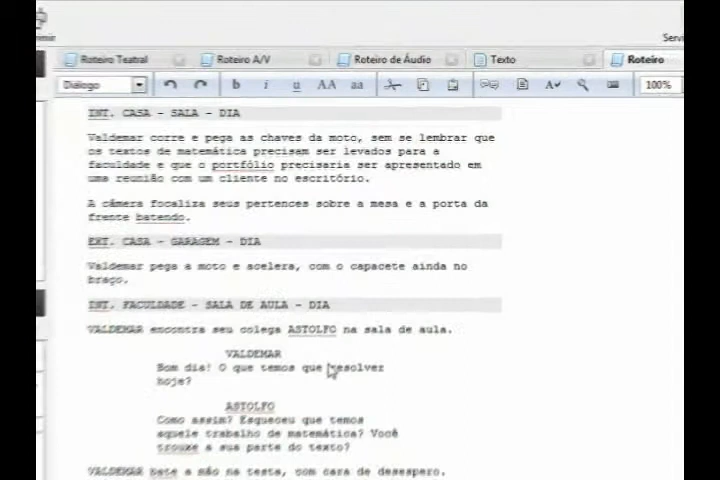 Servi
Roteiro Teatral
Roteiro A/V
Roteiro de Áudio
Texto
Roteiro
Diálogo
b i u AA aa
100%
INT. CASA - SALA - DIA
Valdemar corre e pega as chaves da moto, sem se lembrar que
os textos de matemática precisam ser levados para a
faculdade e que o portfólio precisaria ser apresentado em
uma reunião com um cliente no escritório.
A câmera focaliza seus pertences sobre a mesa e a porta da
frente batendo.
EXT. CASA - GARAGEM - DIA
Valdemar pega a moto e acelera, com o capacete ainda no
braço.
INT. FACULDADE - SALA DE AULA - DIA
VALDEMAR encontra seu colega ASTOLFO na sala de aula.
VALDEMAR
Bom dia! O que temos que resolver
hoje?
ASTOLFO
Como assim? Esqueceu que temos
aquele trabalho de matemática? Você
trouxe a sua parte do texto?
VALDEMAR bate a mão na testa, com cara de desespero.